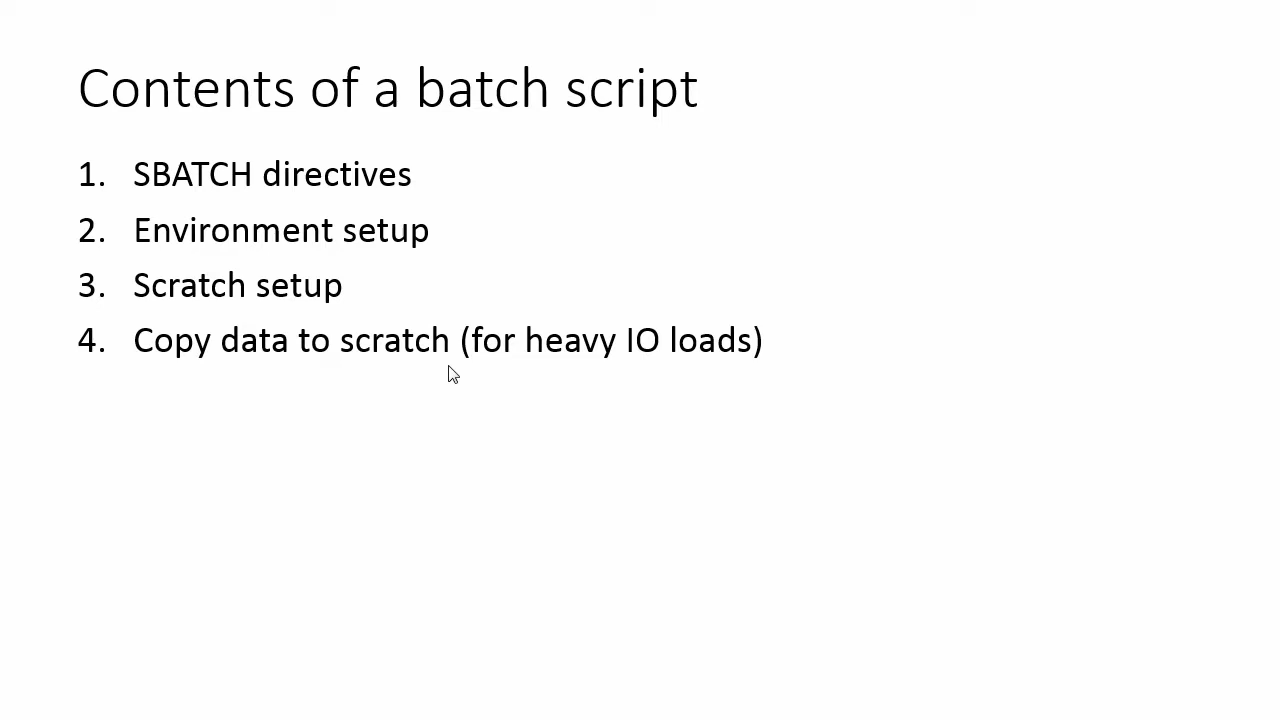 Contents of a batch script
1. SBATCH directives
2. Environment setup
3. Scratch setup
4. Copy data to scratch (for heavy IO loads)